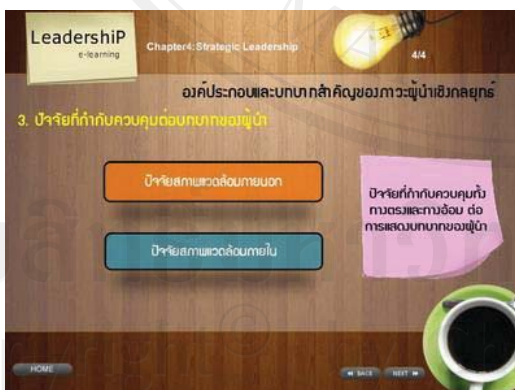 LeadershiP
e-learning
Chapter4: Strategic Leadership
4/4
องค์ประกอบและบทบาทสำคัญของภาวะผู้นำเชิงกลยุทธ์
3. ปัจจัยที่กำกับควบคุมต่อบทบาทของผู้นำ
ปัจจัยสภาพแวดล้อมภายนอก
ปัจจัยสภาพแวดล้อมภายใน
ปัจจัยที่กำกับควบคุมทั้ง
ทางตรงและทางอ้อม ต่อ
การแสดงบทบาทของผู้นำ
HOME
BACK
NEXT